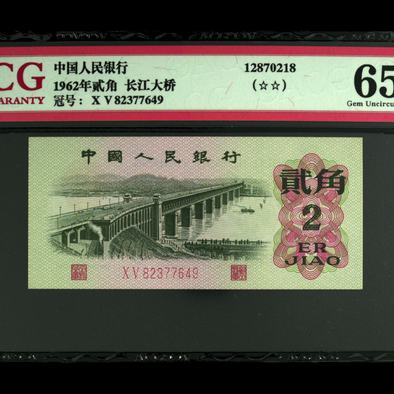 CG
ARANTY
中国人民银行
1962年贰角 长江大桥
冠号: X V 82377649
12870218
(☆☆)
65
Gem Uncircu
中國人民銀行
貳角
2
ER
JIAO
X V 82377649